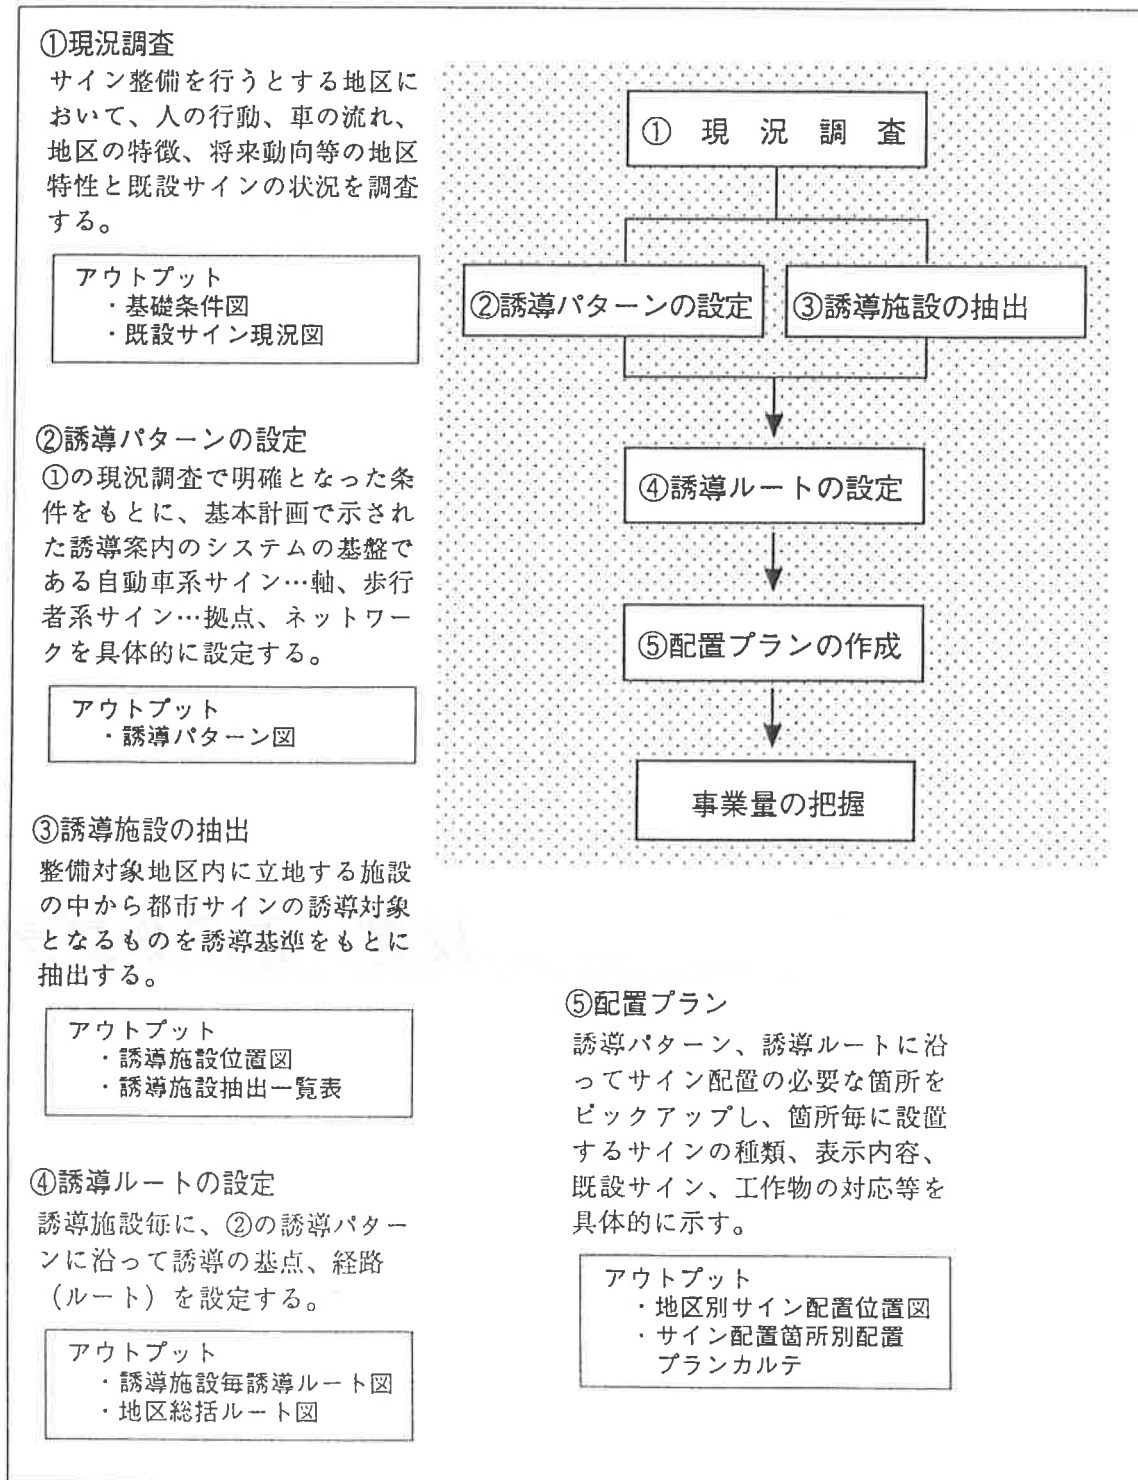 ①現況調査
サイン整備を行うとする地区に
おいて、人の行動、車の流れ、
地区の特徴、将来動向等の地区
特性と既設サインの状況を調査
する。
アウトプット
・基礎条件図
・既設サイン現況図
②誘導パターンの設定
①の現況調査で明確となった条
件をもとに、基本計画で示され
た誘導案内のシステムの基盤で
ある自動車系サイン…軸、歩行
者系サイン…拠点、ネットワー
クを具体的に設定する。
アウトプット
・誘導パターン図
③誘導施設の抽出
整備対象地区内に立地する施設
の中から都市サインの誘導対象
となるものを誘導基準をもとに
抽出する。
アウトプット
・誘導施設位置図
・誘導施設抽出一覧表
④誘導ルートの設定
誘導施設毎に、②の誘導パター
ンに沿って誘導の基点、経路
（ルート）を設定する。
アウトプット
・誘導施設毎誘導ルート図
・地区総括ルート図
① 現 況 調 査
②誘導パターンの設定
③誘導施設の抽出
④誘導ルートの設定
⑤配置プランの作成
事業量の把握
⑤配置プラン
誘導パターン、誘導ルートに沿
ってサイン配置の必要な箇所を
ピックアップし、箇所毎に設置
するサインの種類、表示内容、
既設サイン、工作物の対応等を
具体的に示す。
アウトプット
・地区別サイン配置位置図
・サイン配置箇所別配置
プランカルテ